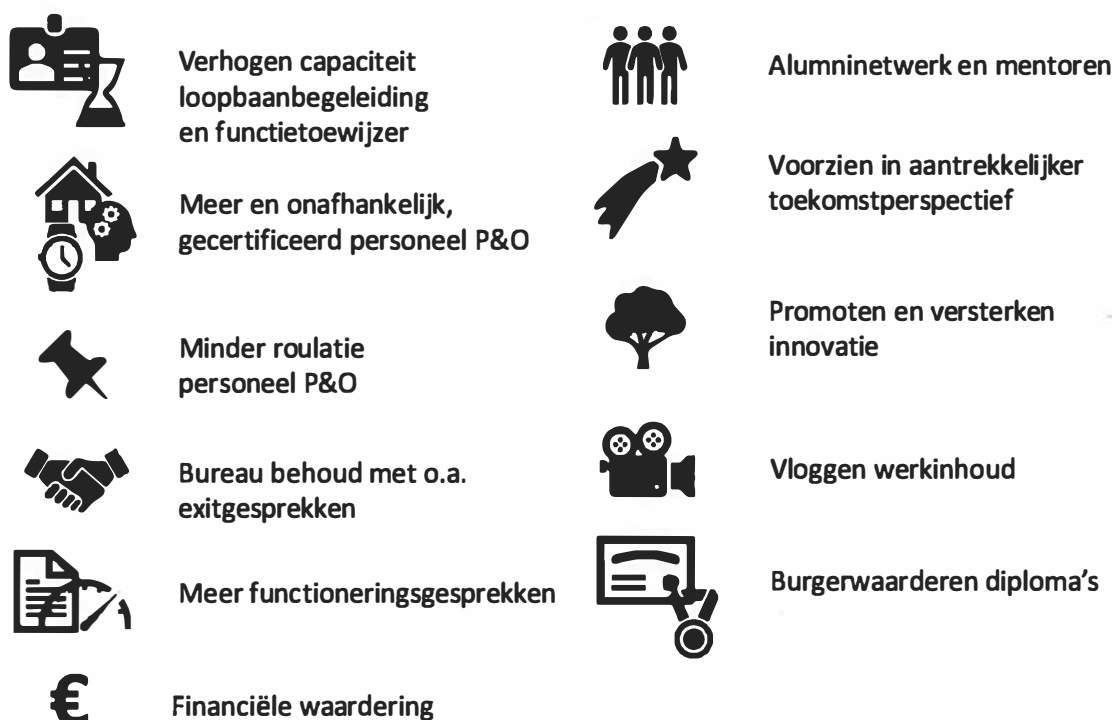 Verhogen capaciteit
loopbaanbegeleiding
en functietoewijzer
Meer en onafhankelijk,
gecertificeerd personeel P&O
Minder roulatie
personeel P&O
Bureau behoud met o.a.
exitgesprekken
Meer functioneringsgesprekken
€
Financiële waardering
Alumninetwerk en mentoren
Voorzien in aantrekkelijker
toekomstperspectief
Promoten en versterken
innovatie
Vloggen werkinhoud
Burgerwaarderen diploma's